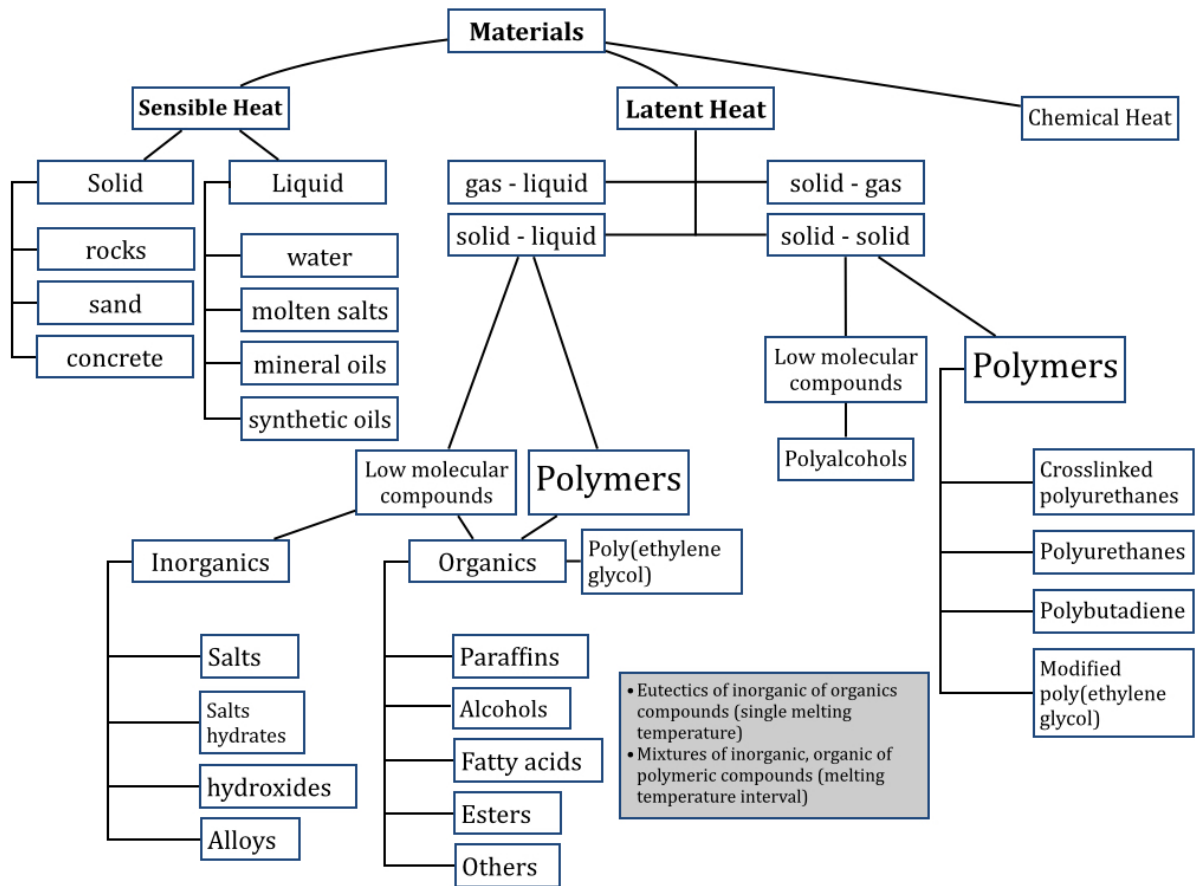 Materials
Sensible Heat
Latent Heat
Chemical Heat
Solid
Liquid
gas - liquid
solid - gas
solid - liquid
solid - solid
rocks
sand
concrete
water
molten salts
mineral oils
synthetic oils
Low molecular
compounds
Polymers
Polyalcohols
Low molecular
compounds
Polymers
Crosslinked
polyurethanes
Polyurethanes
Polybutadiene
Modified
poly(ethylene
glycol)
Inorganics
Organics
Poly(ethylene
glycol)
Salts
Salts
hydrates
hydroxides
Alloys
Paraffins
Alcohols
Fatty acids
Esters
Others
• Eutectics of inorganic of organics
compounds (single melting
temperature)
• Mixtures of inorganic, organic of
polymeric compounds (melting
temperature interval)